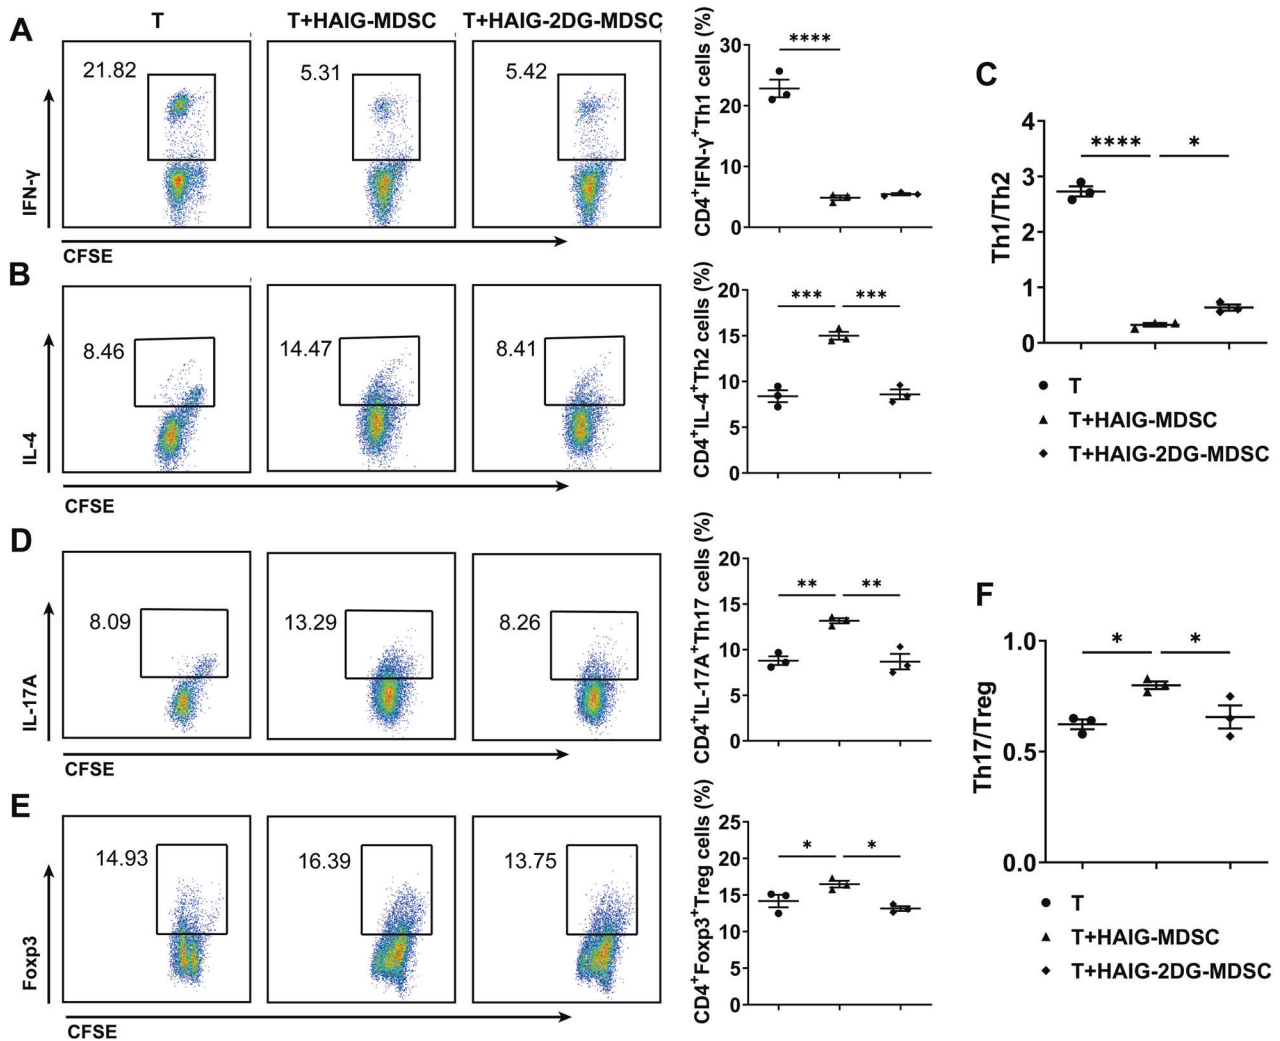 A
T
T+HAIG-MDSC
T+HAIG-2DG-MDSC
21.82
5.31
5.42
IFN-γ
CFSE
CD4⁺IFN-γ⁺Th1 cells (%)
30
20
10
0
****
B
8.46
14.47
8.41
IL-4
CFSE
CD4⁺IL-4⁺Th2 cells (%)
20
15
10
5
0
*** ***
C
Th1/Th2
4
3
2
1
0
**** *
T
T+HAIG-MDSC
T+HAIG-2DG-MDSC
D
8.09
13.29
8.26
IL-17A
CFSE
CD4⁺IL-17A⁺Th17 cells (%)
20
15
10
5
0
** **
E
14.93
16.39
13.75
Foxp3
CFSE
CD4⁺Foxp3⁺Treg cells (%)
25
20
15
10
5
0
* *
F
Th17/Treg
1.0
0.5
0.0
* *
T
T+HAIG-MDSC
T+HAIG-2DG-MDSC